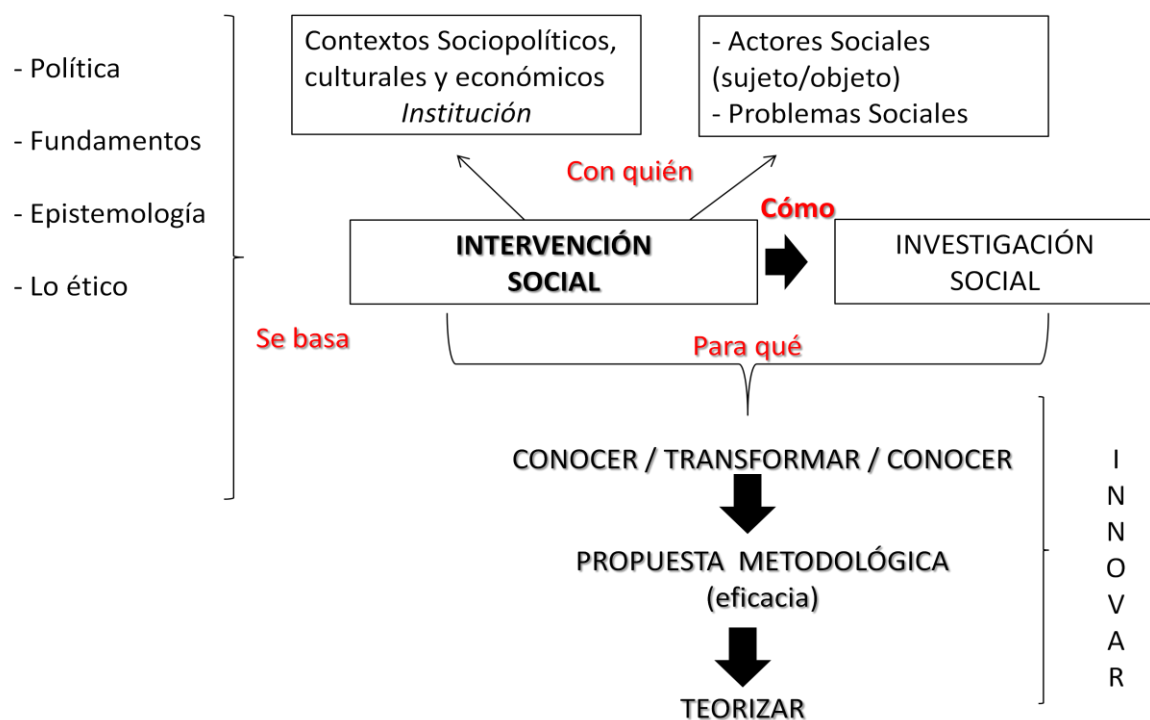 - Política
- Fundamentos
- Epistemología
- Lo ético
Se basa
Contextos Sociopolíticos,
culturales y económicos
Institución
- Actores Sociales
(sujeto/objeto)
- Problemas Sociales
Con quién
Cómo
INTERVENCIÓN
SOCIAL
INVESTIGACIÓN
SOCIAL
Para qué
CONOCER / TRANSFORMAR / CONOCER
PROPUESTA METODOLÓGICA
(eficacia)
TEORIZAR
I
N
N
O
V
A
R